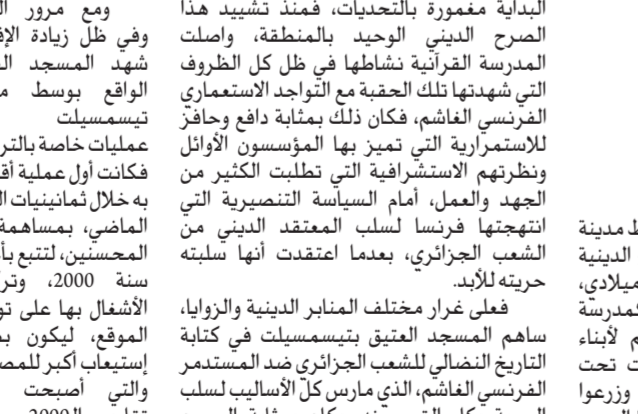 ط مدينة
الدينية
ميلادي،
كمدرسة
م لأبناء
ت تحت
وزرعوا
البداية مغمورة بالتحديات، فمنذ تشييد هذا
الصرح الديني الوحيد بالمنطقة، واصلت
المدرسة القرآنية نشاطها في ظل كل الظروف
التي شهدتها تلك الحقبة مع التواجد الاستعماري
الفرنسي الغاشم، فكان ذلك بمثابة دافع وحافز
للاستمرارية التي تميز بها المؤسسون الأوائل
ونظرتهم الاستشرافية التي تطلبت الكثير من
الجهد والعمل، أمام السياسة التنصيرية التي
انتهجتها فرنسا لسلب المعتقد الديني من
الشعب الجزائري، بعدما اعتقدت أنها سلبته
حريته للأبد.
فعلى غرار مختلف المنابر الدينية والزوايا،
ساهم المسجد العتيق بتيسمسيلت في كتابة
التاريخ النضالي للشعب الجزائري ضد المستدمر
الفرنسي الغاشم، الذي مارس كل الأساليب لسلب
ومع مرور ال
وفي ظل زيادة الإق
شهد المسجد ال
الواقع بوسط م
تيسمسيلت
عمليات خاصة بالتر
فكانت أول عملية أق
به خلال ثمانينيات ال
الماضي، بمساهمة
المحسنين، لتتبع بأ
سنة 2000، وتر
الأشغال بها على تو
الموقع، ليكون ب
إستيعاب أكبر للمص
والتي أصبحت